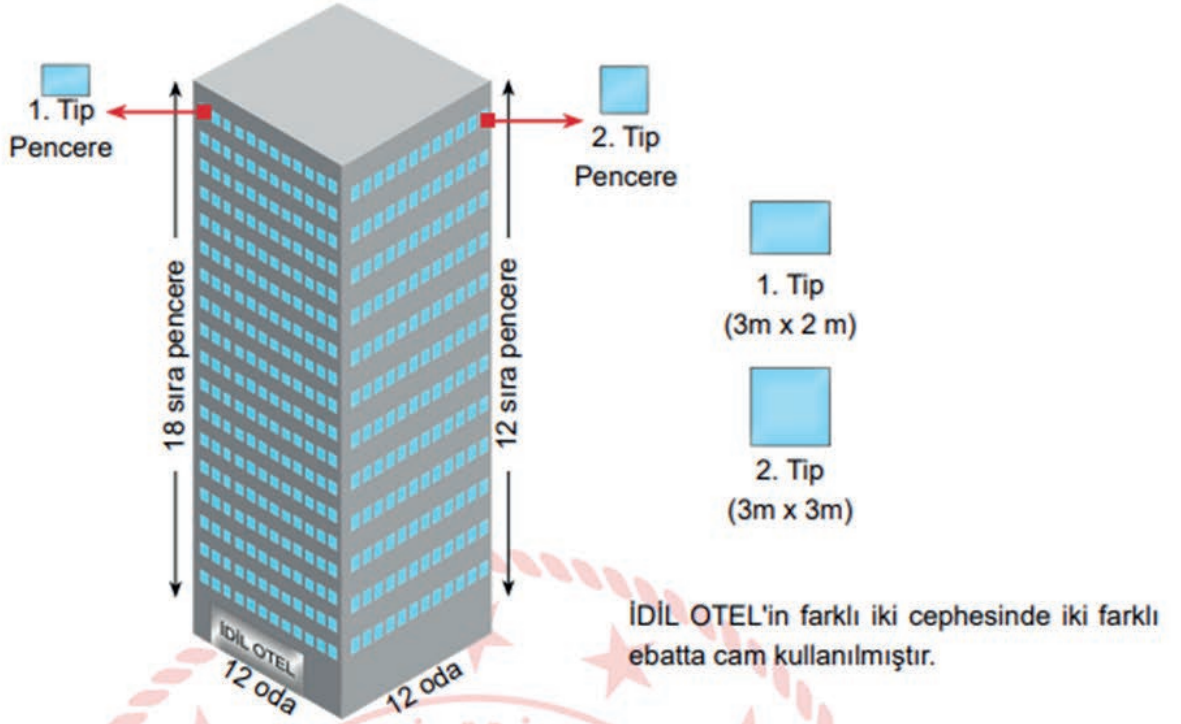 1. Tip
Pencere
2. Tip
Pencere
18 sıra pencere
12 sıra pencere
1. Tip
(3m x 2 m)
2. Tip
(3m x 3m)
İDİL OTEL
12 oda
12 oda
İDİL OTEL'in farklı iki cephesinde iki farklı
ebatta cam kullanılmıştır.